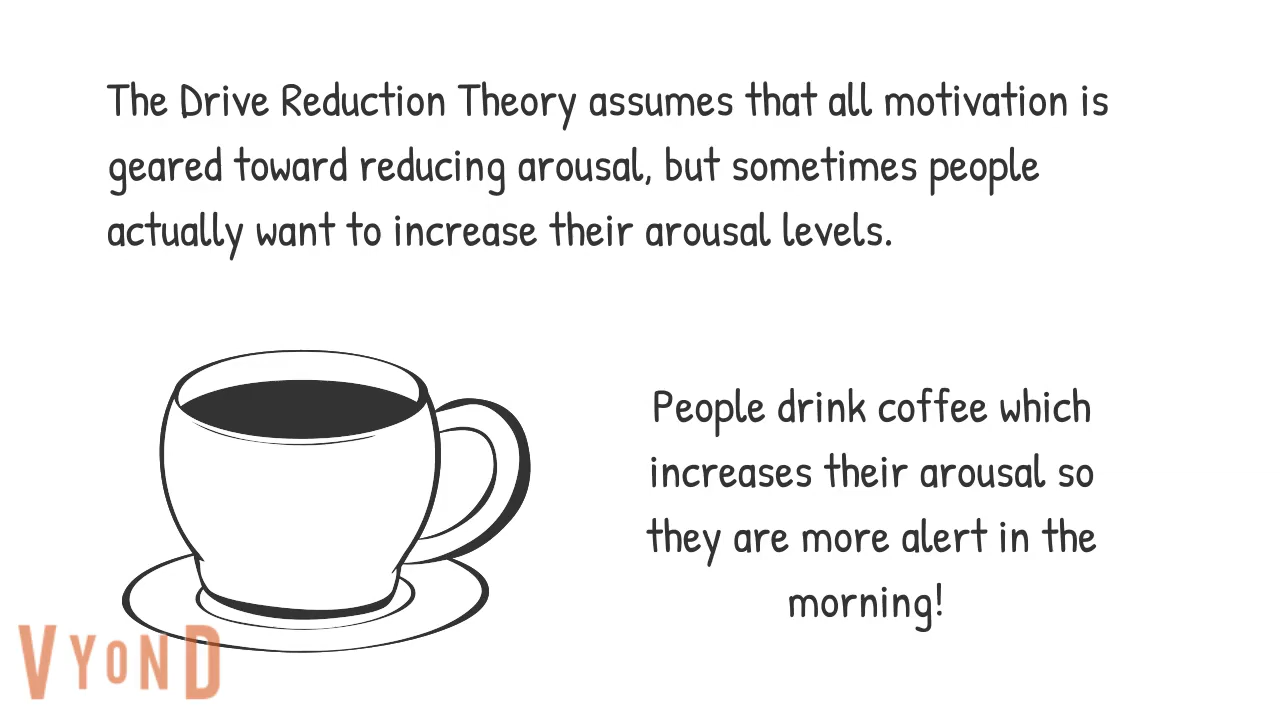 The Drive Reduction Theory assumes that all motivation is
geared toward reducing arousal, but sometimes people
actually want to increase their arousal levels.
People drink coffee which
increases their arousal so
they are more alert in the
morning!
VYOND